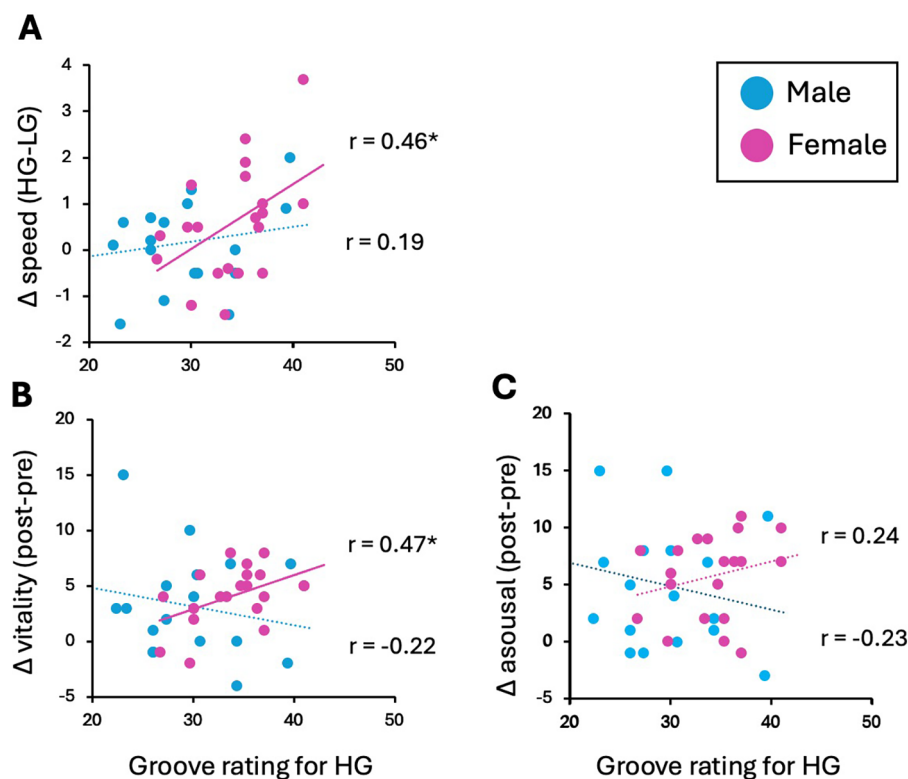 A
4
3
2
1
0
-1
-2
Δ speed (HG-LG)
20 30 40 50
r = 0.46*
r = 0.19
Male
Female
B
20
15
10
5
0
-5
Δ vitality (post-pre)
20 30 40 50
r = 0.47*
r = -0.22
Groove rating for HG
C
20
15
10
5
0
-5
Δ asousal (post-pre)
20 30 40 50
r = 0.24
r = -0.23
Groove rating for HG